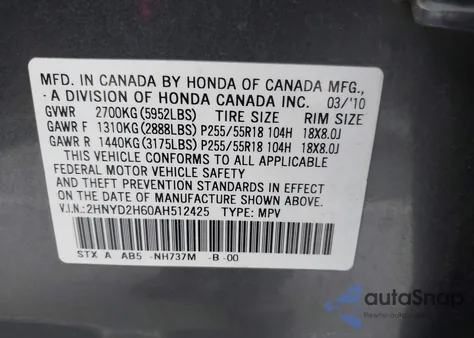 MFD. IN CANADA BY HONDA OF CANADA MFG.,
A DIVISION OF HONDA CANADA INC. 03/'10
GVWR 2700KG(5952LBS) TIRE SIZE RIM SIZE
GAWR F 1310KG(2888LBS) P255/55R18 104H 18X8.0J
GAWR R 1440KG(3175LBS) P255/55R18 104H 18X8.0J
THIS VEHICLE CONFORMS TO ALL APPLICABLE
FEDERAL MOTOR VEHICLE SAFETY
AND THEFT PREVENTION STANDARDS IN EFFECT
ON THE DATE OF MANUFACTURE SHOWN ABOVE.
V.I.N.:2HNYD2H60AH512425 TYPE: MPV
STX A AB5 -NH737M -B-00
autoSnap